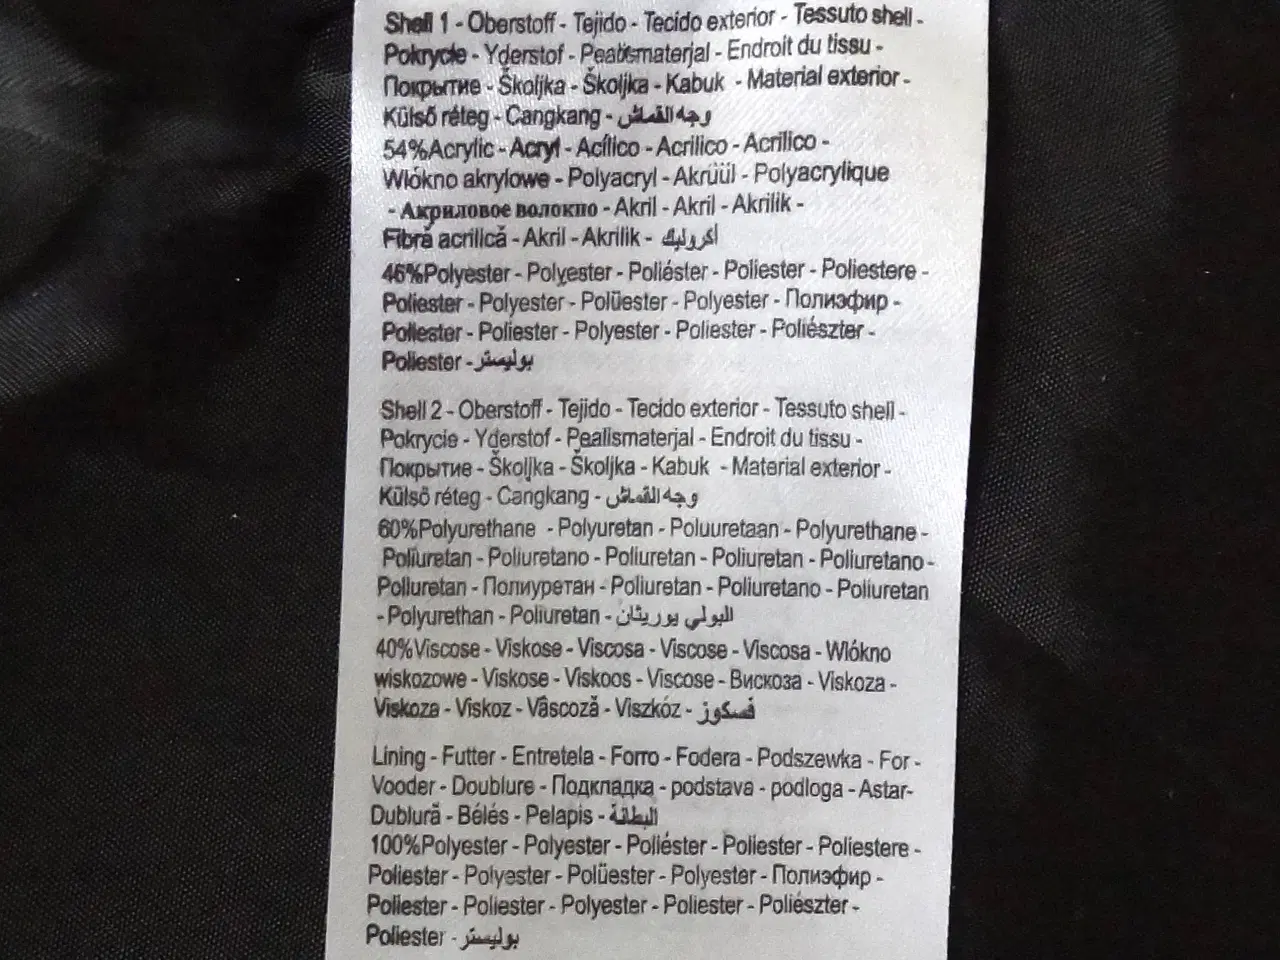 Shell 1 - Oberstoff - Tejido - Tecido exterior - Tessuto shell -
Pokrycie - Yderstof - Pealismaterjal - Endroit du tissu -
Покрытие - Školjka - Školjka - Kabuk - Material exterior -
Külső réteg - Cangkang - وجه القماش
54%Acrylic - Acryl - Acílico - Acrilico - Acrilico -
Wlókno akrylowe - Polyacryl - Akrüül - Polyacrylique
- Акриловое волокпо - Akril - Akril - Akrilik -
Fibră acrilică - Akril - Akrilik - أكروليك
46%Polyester - Polyester - Poliéster - Poliester - Poliestere -
Poliester - Polyester - Polüester - Polyester - Полиэфир -
Poliester - Poliester - Polyester - Poliester - Poliészter -
Poliester - بوليستر
Shell 2 - Oberstoff - Tejido - Tecido exterior - Tessuto shell -
Pokrycie - Yderstof - Pealismaterjal - Endroit du tissu -
Покрытие - Školjka - Školjka - Kabuk - Material exterior -
Külső réteg - Cangkang - وجه القماش
60%Polyurethane - Polyuretan - Poluuretaan - Polyurethane -
Poliuretan - Poliuretano - Poliuretan - Poliuretan - Poliuretano -
Poliuretan - Полиуретан - Poliuretan - Poliuretano - Poliuretan
- Polyurethan - Poliuretan - البولي يوريثان
40%Viscose - Viskose - Viscosa - Viscose - Viscosa - Wlókno
wiskozowe - Viskose - Viskoos - Viscose - Вискоза - Viskoza -
Viskoza - Viskoz - Vâscoză - Viszkóz - فسكوز
Lining - Futter - Entretela - Forro - Fodera - Podszewka - For -
Vooder - Doublure - Подкладка - podstava - podloga - Astar-
Dublură - Bélés - Pelapis - البطانة
100%Polyester - Polyester - Poliéster - Poliester - Poliestere -
Poliester - Polyester - Polüester - Polyester - Полиэфир -
Poliester - Poliester - Polyester - Poliester - Poliészter -
Poliester - بوليستر